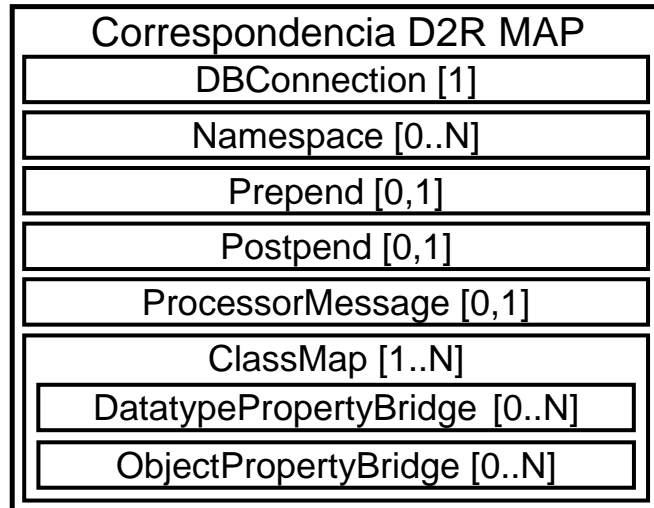 Correspondencia D2R MAP
DBConnection [1]
Namespace [0..N]
Prepend [0,1]
Postpend [0,1]
ProcessorMessage [0,1]
ClassMap [1..N]
DatatypePropertyBridge [0..N]
ObjectPropertyBridge [0..N]